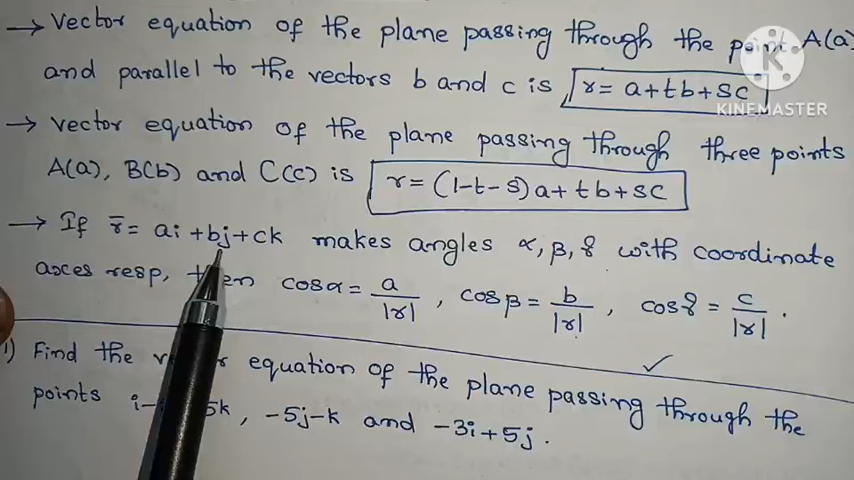 → Vector equation of the plane passing through the point A(a)
and parallel to the vectors b and c is r = a+tb+sc
KINEMASTER
→ vector equation of the plane passing through three points
A(a), B(b) and C(c) is r = (1-t-s)a + tb + sc
→ If r̄ = ai + bj + ck makes angles α, β, γ with coordinate
axces resp, then cosα = a/|r| , cosβ = b/|r| , cosγ = c/|r| .
1) Find the equation of the plane passing through the
points 5k , -5j-k and -3i+5j .